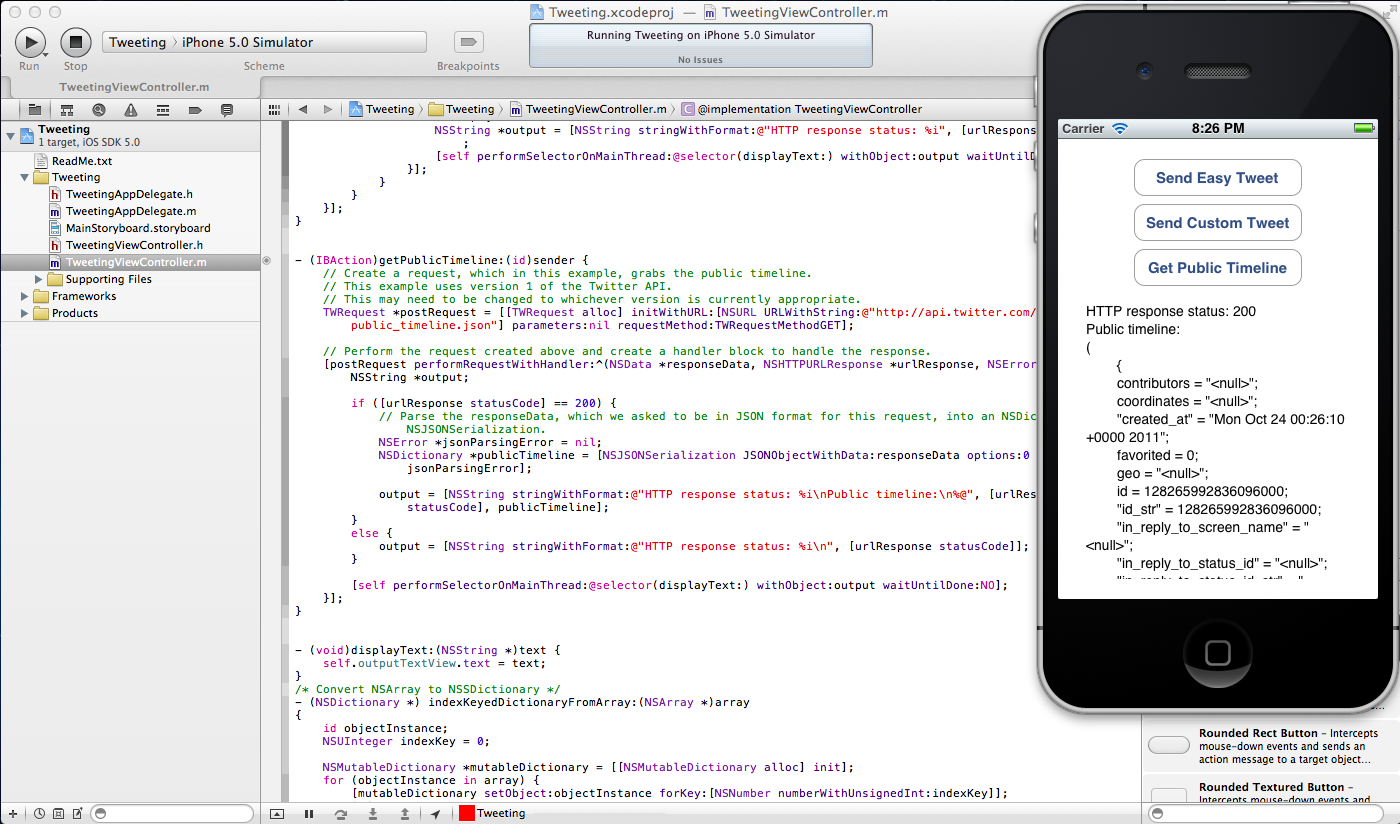 Tweeting.xcodeproj — TweetingViewController.m
Tweeting 〉 iPhone 5.0 Simulator
Running Tweeting on iPhone 5.0 Simulator
No Issues
Run Stop Scheme Breakpoints
TweetingViewController.m
Tweeting 〉 Tweeting 〉 TweetingViewController.m 〉 @implementation TweetingViewController
Tweeting
1 target, iOS SDK 5.0
ReadMe.txt
Tweeting
TweetingAppDelegate.h
TweetingAppDelegate.m
MainStoryboard.storyboard
TweetingViewController.h
TweetingViewController.m
Supporting Files
Frameworks
Products
NSString *output = [NSString stringWithFormat:@"HTTP response status: %i", [urlRespons
;
[self performSelectorOnMainThread:@selector(displayText:) withObject:output waitUntilD
}];
}
}
}];
}
- (IBAction)getPublicTimeline:(id)sender {
// Create a request, which in this example, grabs the public timeline.
// This example uses version 1 of the Twitter API.
// This may need to be changed to whichever version is currently appropriate.
TWRequest *postRequest = [[TWRequest alloc] initWithURL:[NSURL URLWithString:@"http://api.twitter.com/
public_timeline.json"] parameters:nil requestMethod:TWRequestMethodGET];
// Perform the request created above and create a handler block to handle the response.
[postRequest performRequestWithHandler:^(NSData *responseData, NSHTTPURLResponse *urlResponse, NSError
NSString *output;
if ([urlResponse statusCode] == 200) {
// Parse the responseData, which we asked to be in JSON format for this request, into an NSDic
NSJSONSerialization.
NSError *jsonParsingError = nil;
NSDictionary *publicTimeline = [NSJSONSerialization JSONObjectWithData:responseData options:0
jsonParsingError];
output = [NSString stringWithFormat:@"HTTP response status: %i\nPublic timeline:\n%@", [urlRes
statusCode], publicTimeline];
}
else {
output = [NSString stringWithFormat:@"HTTP response status: %i\n", [urlResponse statusCode]];
}
[self performSelectorOnMainThread:@selector(displayText:) withObject:output waitUntilDone:NO];
}];
}
- (void)displayText:(NSString *)text {
self.outputTextView.text = text;
}
/* Convert NSArray to NSSDictionary */
- (NSDictionary *) indexKeyedDictionaryFromArray:(NSArray *)array
{
id objectInstance;
NSUInteger indexKey = 0;
NSMutableDictionary *mutableDictionary = [[NSMutableDictionary alloc] init];
for (objectInstance in array) {
[mutableDictionary setObject:objectInstance forKey:[NSNumber numberWithUnsignedInt:indexKey]];
Tweeting
Carrier 8:26 PM
Send Easy Tweet
Send Custom Tweet
Get Public Timeline
HTTP response status: 200
Public timeline:
(
{
contributors = "<null>";
coordinates = "<null>";
"created_at" = "Mon Oct 24 00:26:10
+0000 2011";
favorited = 0;
geo = "<null>";
id = 128265992836096000;
"id_str" = 128265992836096000;
"in_reply_to_screen_name" = "
<null>";
"in_reply_to_status_id" = "<null>";
"in_reply_to_status_id_str" = "
Rounded Rect Button – Intercepts
mouse-down events and sends an
action message to a target object...
Rounded Textured Button –
Intercepts mouse-down events and